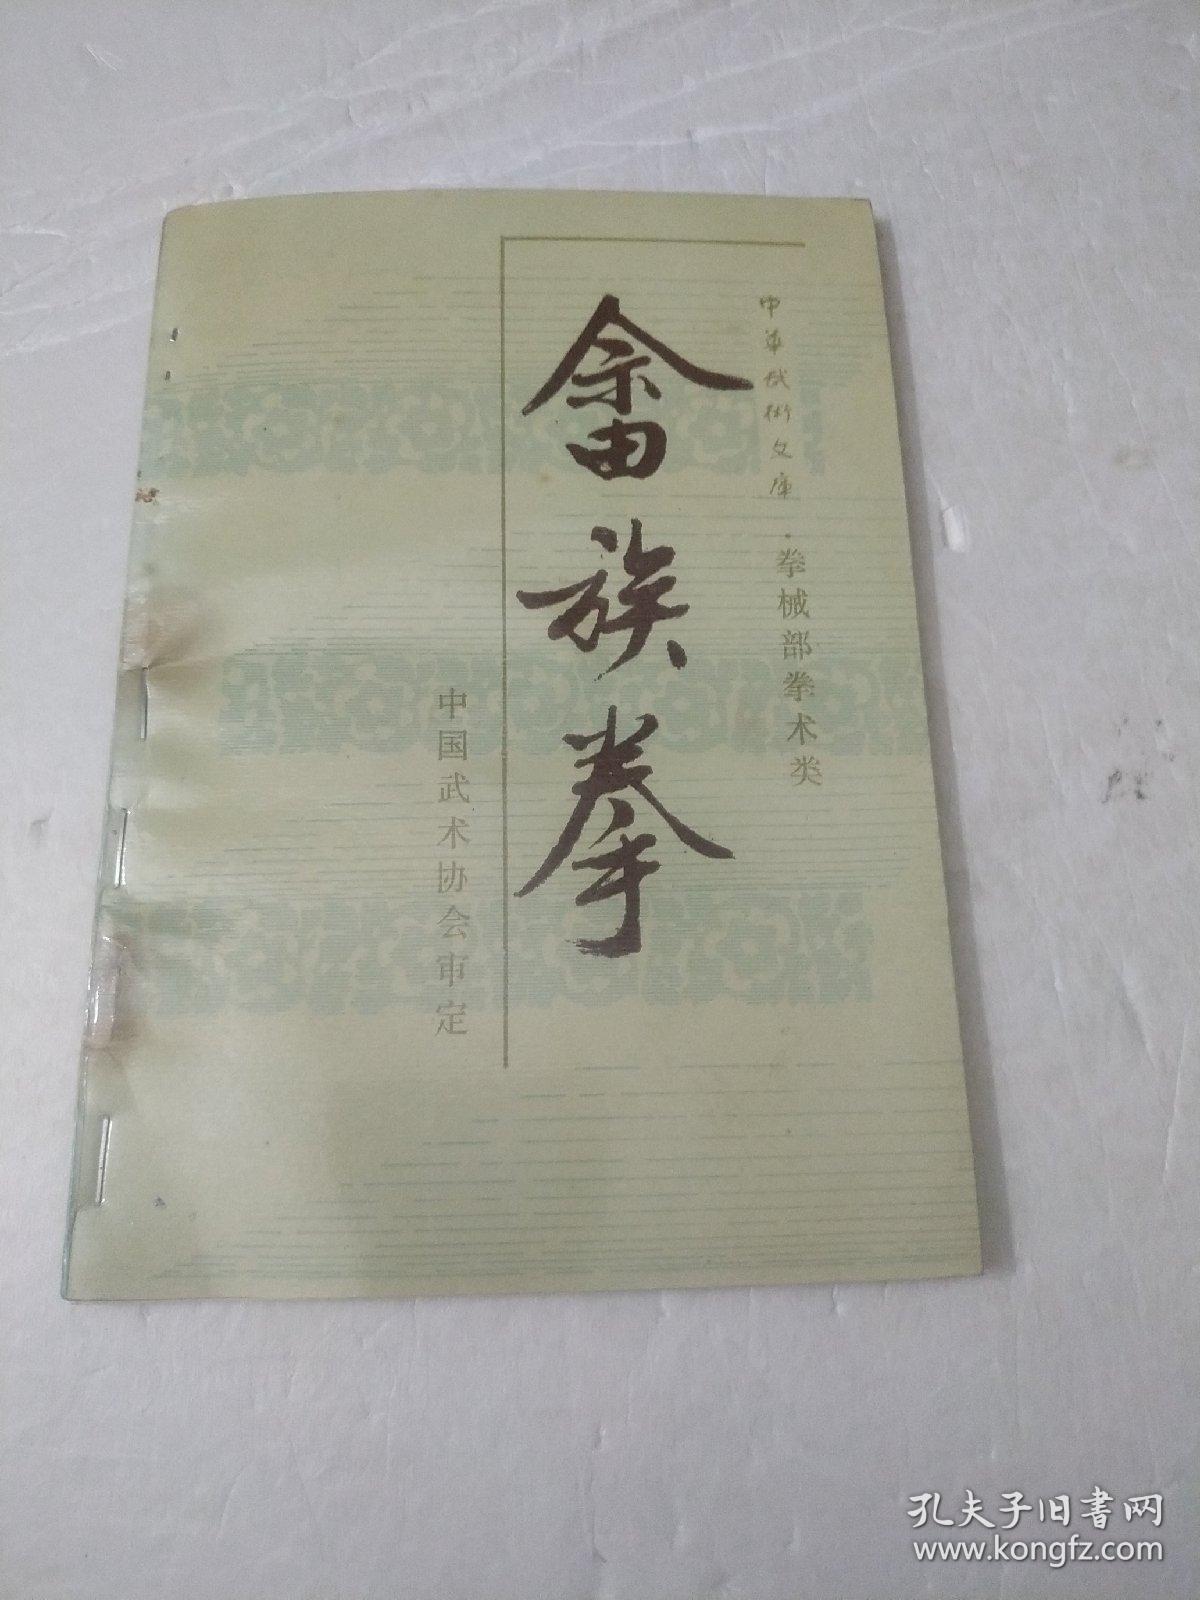 中华武術文库·拳械部拳术类
畲族拳
中国武术协会审定
孔夫子旧书网
www.kongfz.com